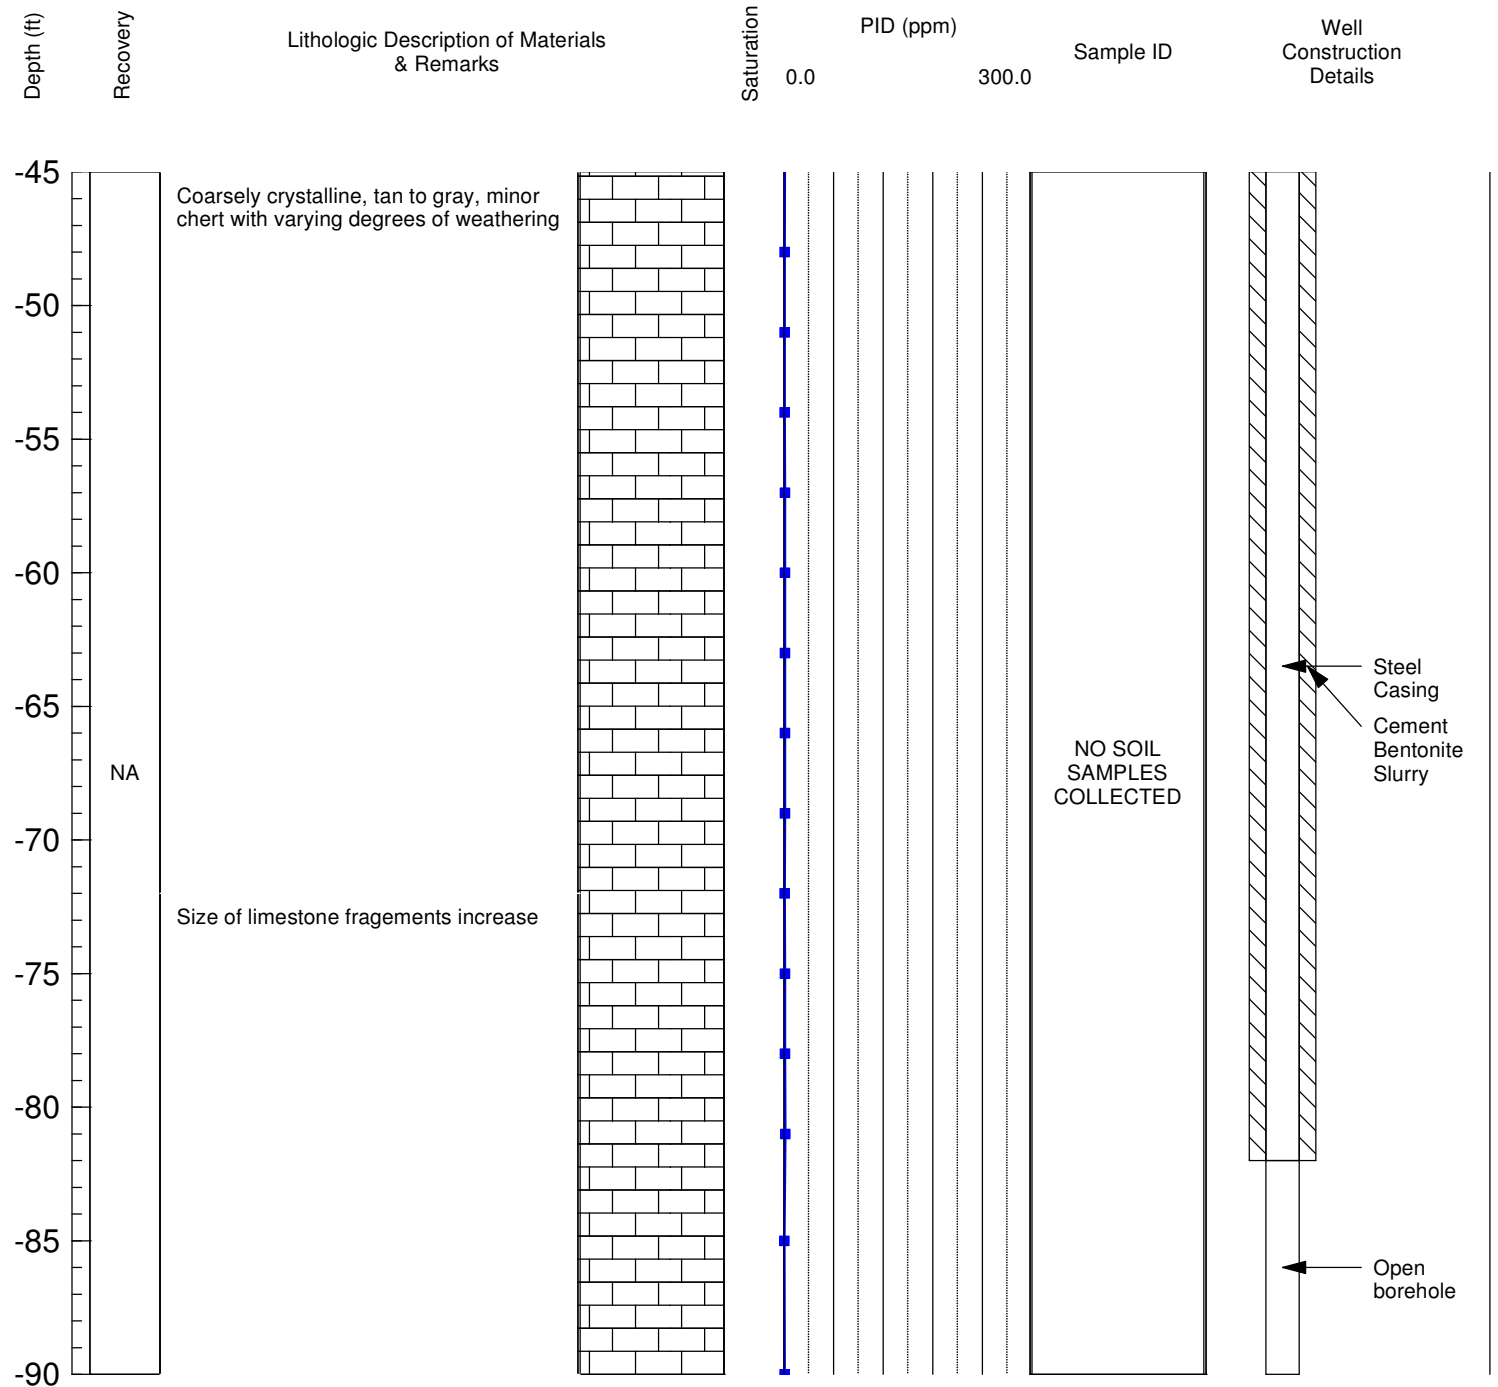 Depth (ft)
Recovery
Lithologic Description of Materials
& Remarks
Saturation
PID (ppm)
0.0
300.0
Sample ID
Well
Construction
Details
-45
-50
-55
-60
-65
-70
-75
-80
-85
-90
NA
Coarsely crystalline, tan to gray, minor
chert with varying degrees of weathering
Size of limestone fragements increase
NO SOIL
SAMPLES
COLLECTED
Steel
Casing
Cement
Bentonite
Slurry
Open
borehole